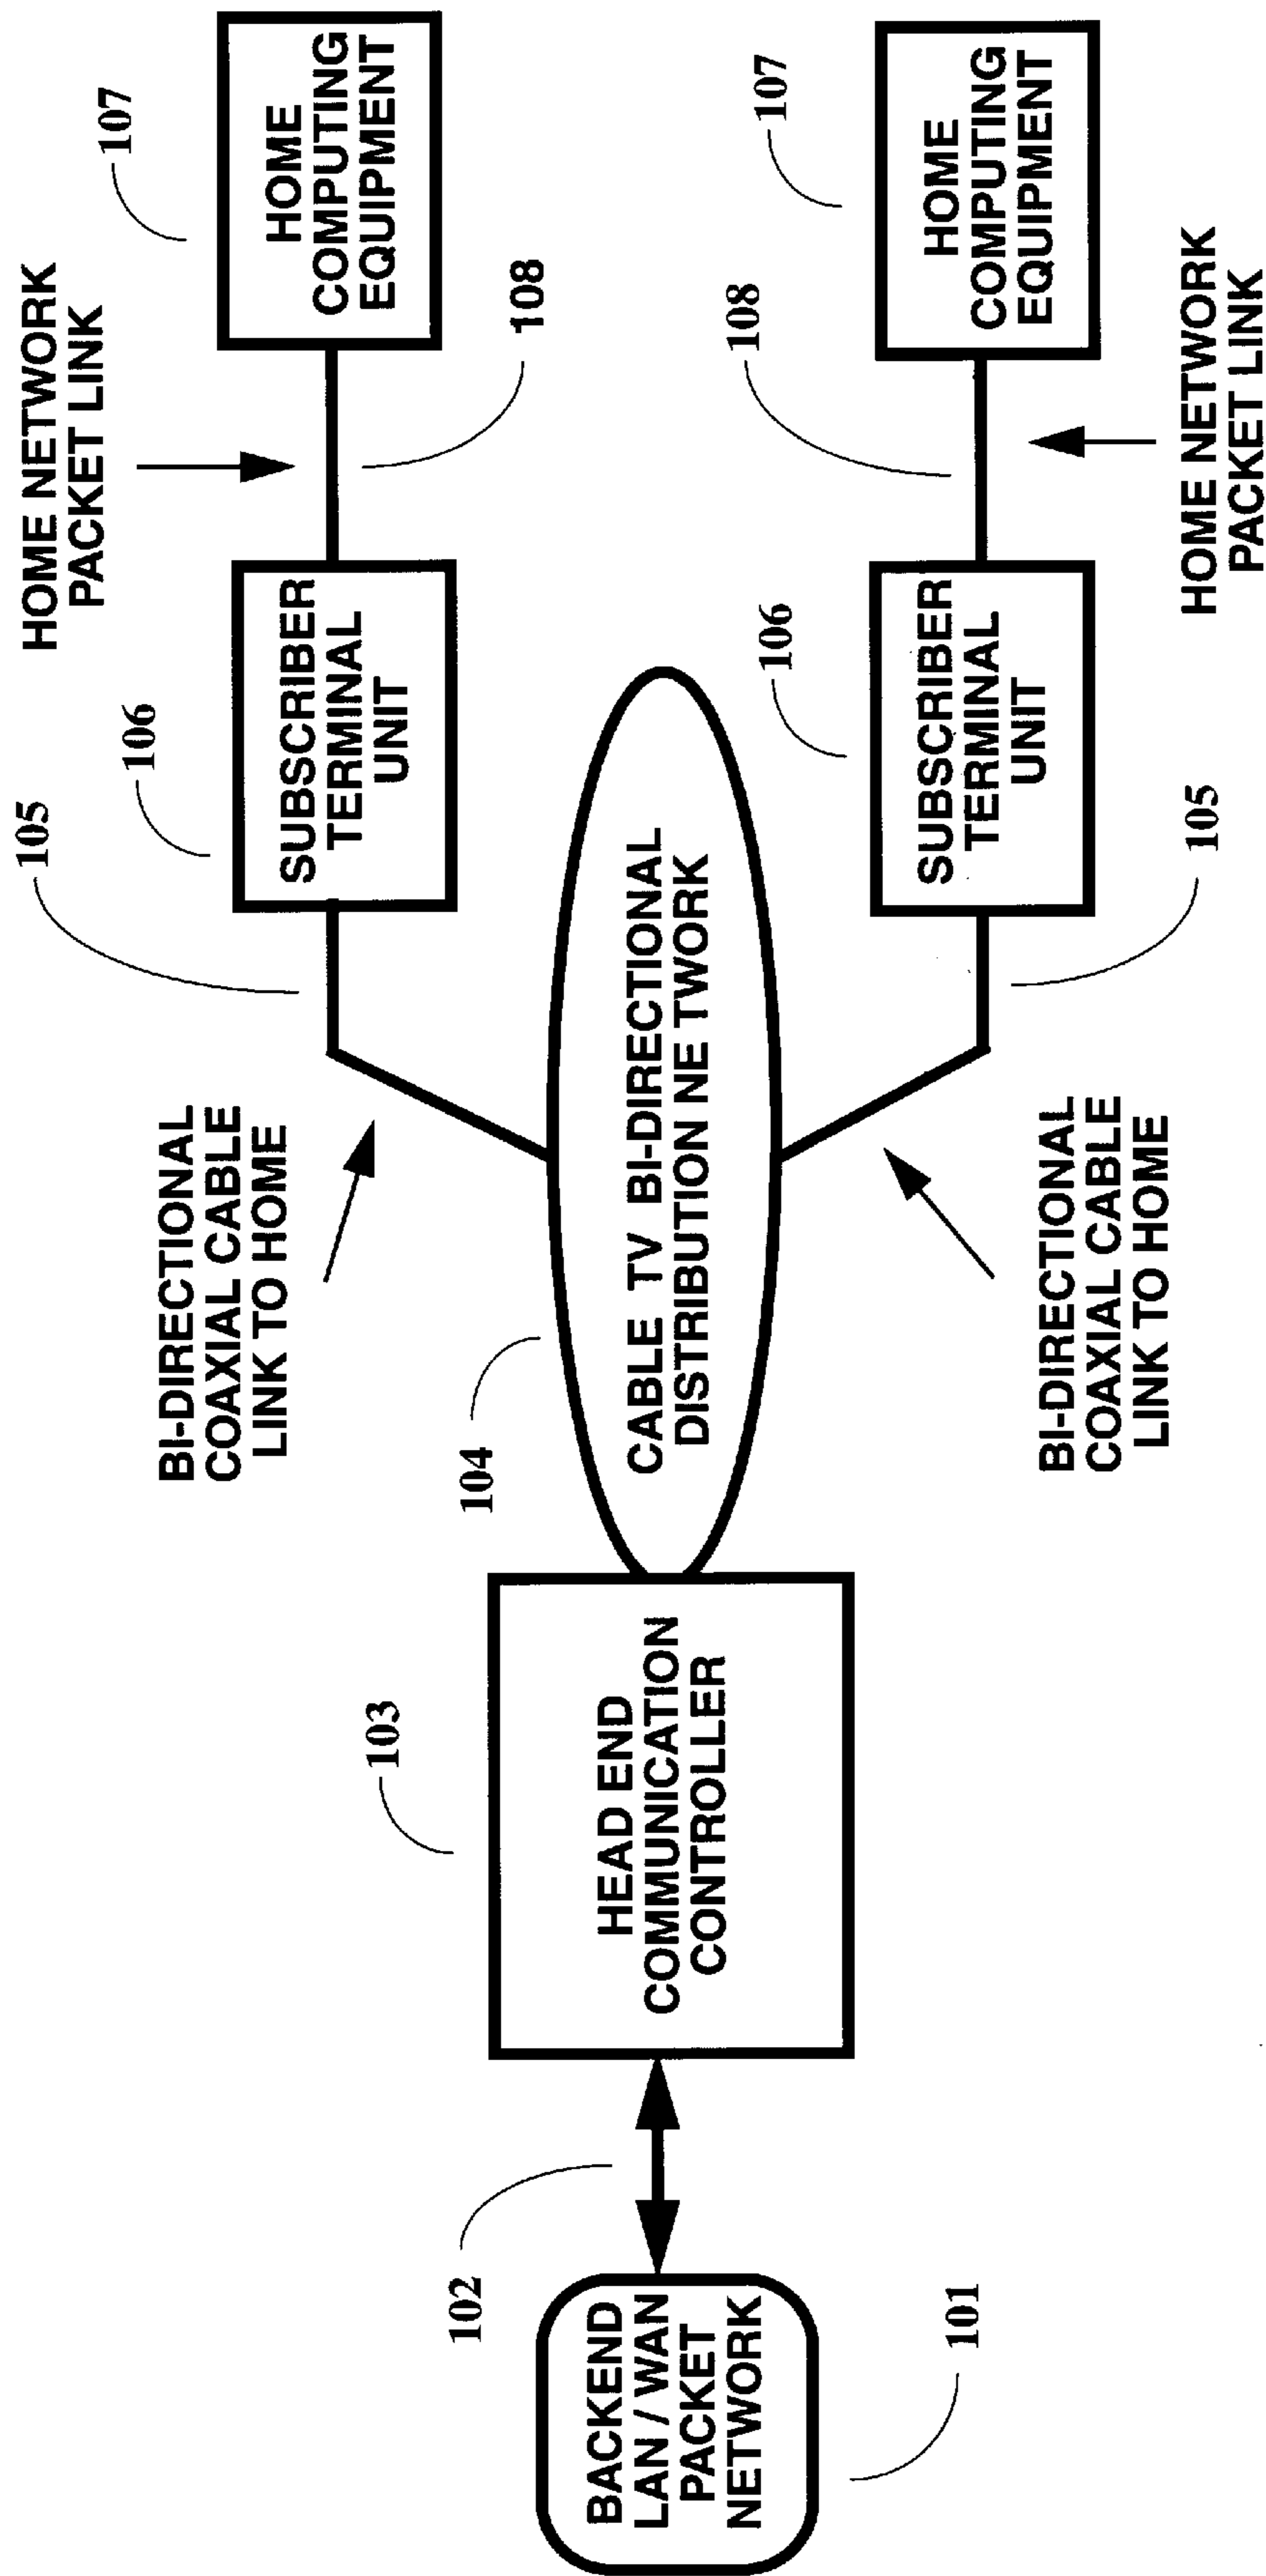 HOME NETWORK
PACKET LINK
107
105
106
108
BI-DIRECTIONAL
COAXIAL CABLE
LINK TO HOME
SUBSCRIBER
TERMINAL
UNIT
HOME
COMPUTING
EQUIPMENT
103
104
102
BACKEND
LAN / WAN
PACKET
NETWORK
HEAD END
COMMUNICATION
CONTROLLER
CABLE TV BI-DIRECTIONAL
DISTRIBUTION NE TWORK
101
106
108
107
SUBSCRIBER
TERMINAL
UNIT
HOME
COMPUTING
EQUIPMENT
BI-DIRECTIONAL
COAXIAL CABLE
LINK TO HOME
105
HOME NETWORK
PACKET LINK